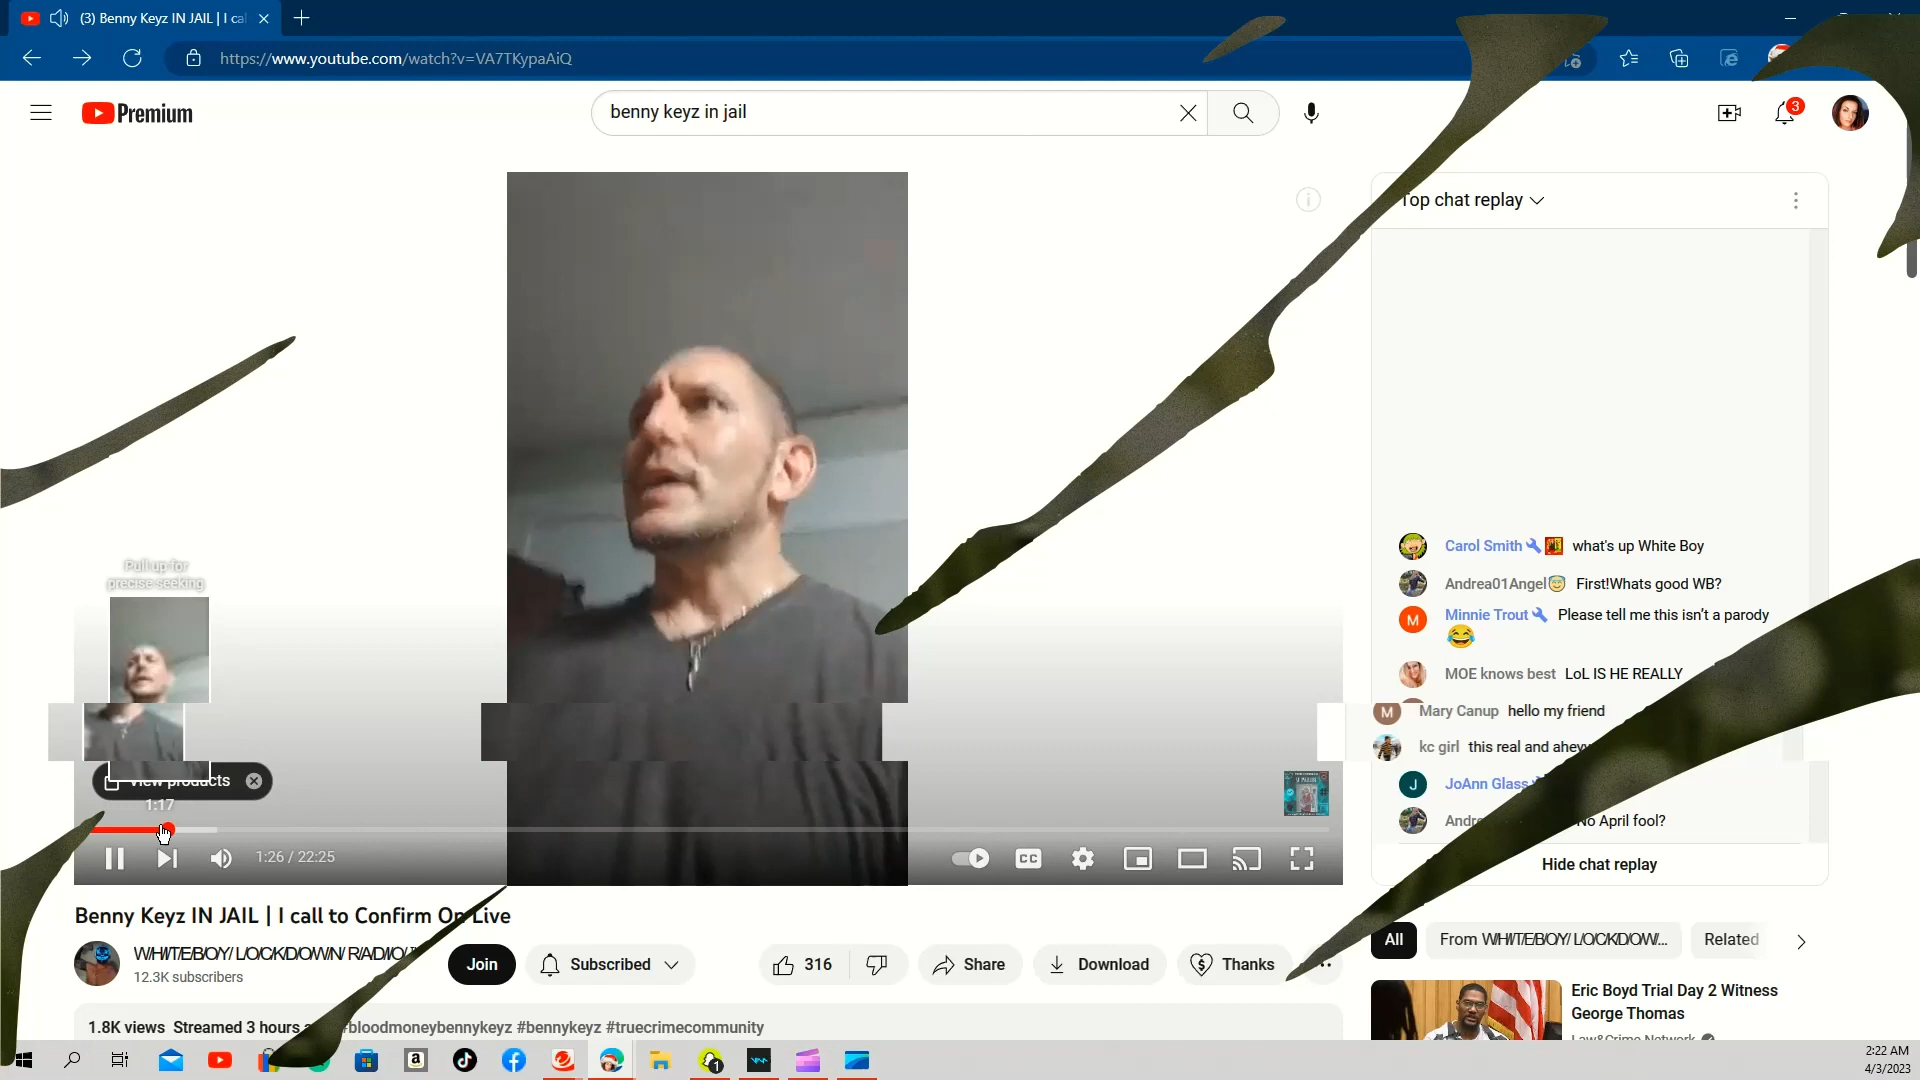 (3) Benny Keyz IN JAIL | I cal
https://www.youtube.com/watch?v=VA7TKypaAiQ
Premium
benny keyz in jail
3
Top chat replay
Carol Smith what's up White Boy
Andrea01Angel First!Whats good WB?
Minnie Trout Please tell me this isn't a parody
MOE knows best LoL IS HE REALLY
M Mary Canup hello my friend
kc girl this real and
J JoAnn Glass
No April fool?
Hide chat replay
Pull up for
precise seeking
View products
1:17
1:26 / 22:25
CC
Benny Keyz IN JAIL | I call to Confirm On Live
W/H/I/T/E/B/O/Y/ L/O/C/K/D/O/W/N/ R/A/D/I/O/
12.3K subscribers
Join
Subscribed
316
Share
Download
Thanks
1.8K views Streamed 3 hours #bloodmoneybennykeyz #bennykeyz #truecrimecommunity
All
From W/H/I/T/E/B/O/Y/ L/O/C/K/D/O/W/...
Related
Eric Boyd Trial Day 2 Witness
George Thomas
Law&Crime Network
2:22 AM
4/3/2023